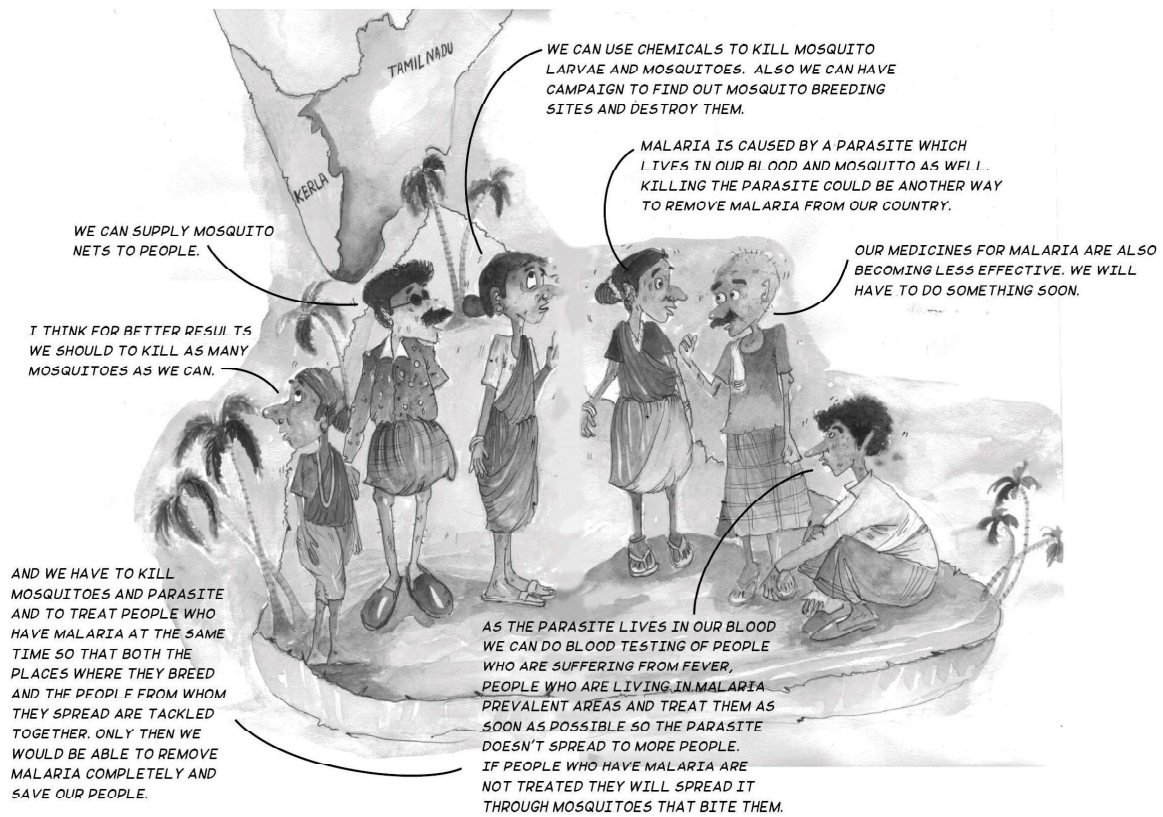 TAMILNADU
KERLA
WE CAN USE CHEMICALS TO KILL MOSQUITO
LARVAE AND MOSQUITOES. ALSO WE CAN HAVE
CAMPAIGN TO FIND OUT MOSQUITO BREEDING
SITES AND DESTROY THEM.
MALARIA IS CAUSED BY A PARASITE WHICH
LIVES IN OUR BLOOD AND MOSQUITO AS WELL.
KILLING THE PARASITE COULD BE ANOTHER WAY
TO REMOVE MALARIA FROM OUR COUNTRY.
WE CAN SUPPLY MOSQUITO
NETS TO PEOPLE.
OUR MEDICINES FOR MALARIA ARE ALSO
BECOMING LESS EFFECTIVE. WE WILL
HAVE TO DO SOMETHING SOON.
I THINK FOR BETTER RESULTS
WE SHOULD TO KILL AS MANY
MOSQUITOES AS WE CAN.
AS THE PARASITE LIVES IN OUR BLOOD
WE CAN DO BLOOD TESTING OF PEOPLE
WHO ARE SUFFERING FROM FEVER,
PEOPLE WHO ARE LIVING IN MALARIA
PREVALENT AREAS AND TREAT THEM AS
SOON AS POSSIBLE SO THE PARASITE
DOESN'T SPREAD TO MORE PEOPLE.
IF PEOPLE WHO HAVE MALARIA ARE
NOT TREATED THEY WILL SPREAD IT
THROUGH MOSQUITOES THAT BITE THEM.
AND WE HAVE TO KILL
MOSQUITOES AND PARASITE
AND TO TREAT PEOPLE WHO
HAVE MALARIA AT THE SAME
TIME SO THAT BOTH THE
PLACES WHERE THEY BREED
AND THE PEOPLE FROM WHOM
THEY SPREAD ARE TACKLED
TOGETHER. ONLY THEN WE
WOULD BE ABLE TO REMOVE
MALARIA COMPLETELY AND
SAVE OUR PEOPLE.